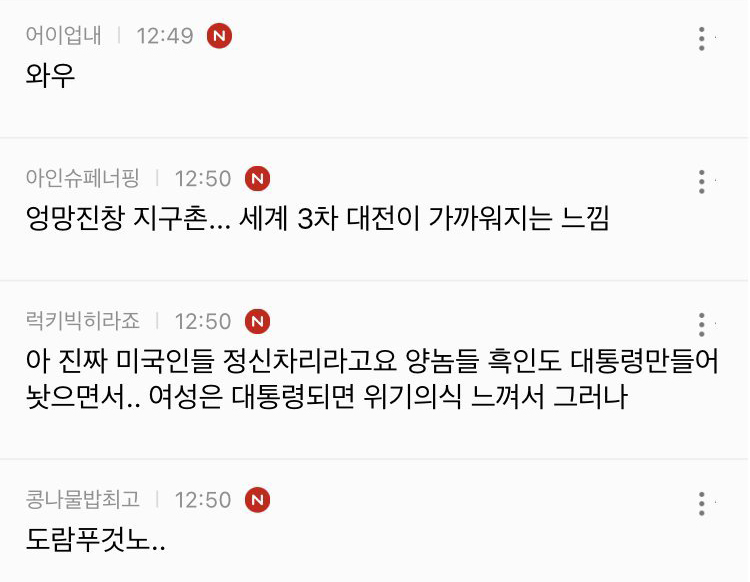 어이업내 | 12:49 N
와우
아인슈페너핑 | 12:50 N
엉망진창 지구촌... 세계 3차 대전이 가까워지는 느낌
럭키빅히라죠 | 12:50 N
아 진짜 미국인들 정신차리라고요 양놈들 흑인도 대통령만들어
놧으면서.. 여성은 대통령되면 위기의식 느껴서 그러나
콩나물밥최고 | 12:50 N
도람푸것노..